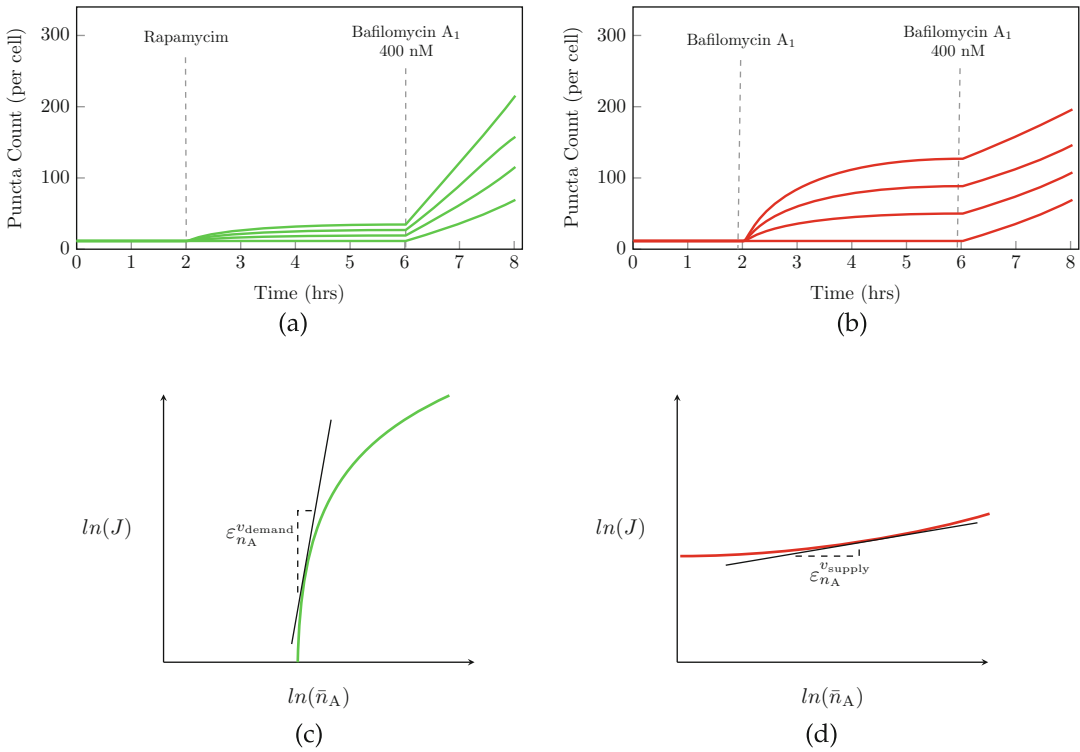 Puncta Count (per cell)
300
200
100
0
Rapamycim
Bafilomycin A₁
400 nM
0 1 2 3 4 5 6 7 8
Time (hrs)
(a)
Puncta Count (per cell)
300
200
100
0
Bafilomycin A₁
Bafilomycin A₁
400 nM
0 1 2 3 4 5 6 7 8
Time (hrs)
(b)
ln(J)
ε_{n_A}^{v_demand}
ln(n̄_A)
(c)
ln(J)
ε_{n_A}^{v_supply}
ln(n̄_A)
(d)